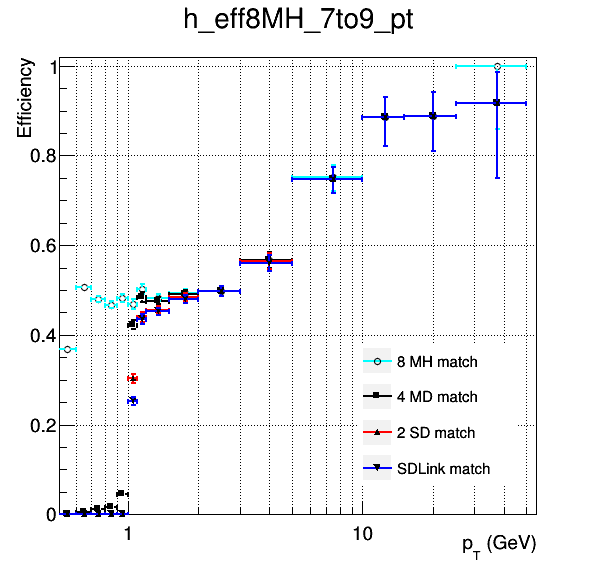 h_eff8MH_7to9_pt
Efficiency
1
0.8
0.6
0.4
0.2
0
8 MH match
4 MD match
2 SD match
SDLink match
1
10
p_T (GeV)